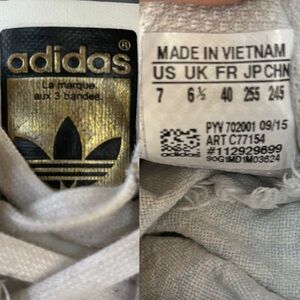 adidas®
La marque
aux 3 bandes
MADE IN VIETNAM
US UK FR JP CHN
7 6½ 40 255 245
PYV 702001 09/15
ART C77154
#112929699
adidas
90G1MD1M03624